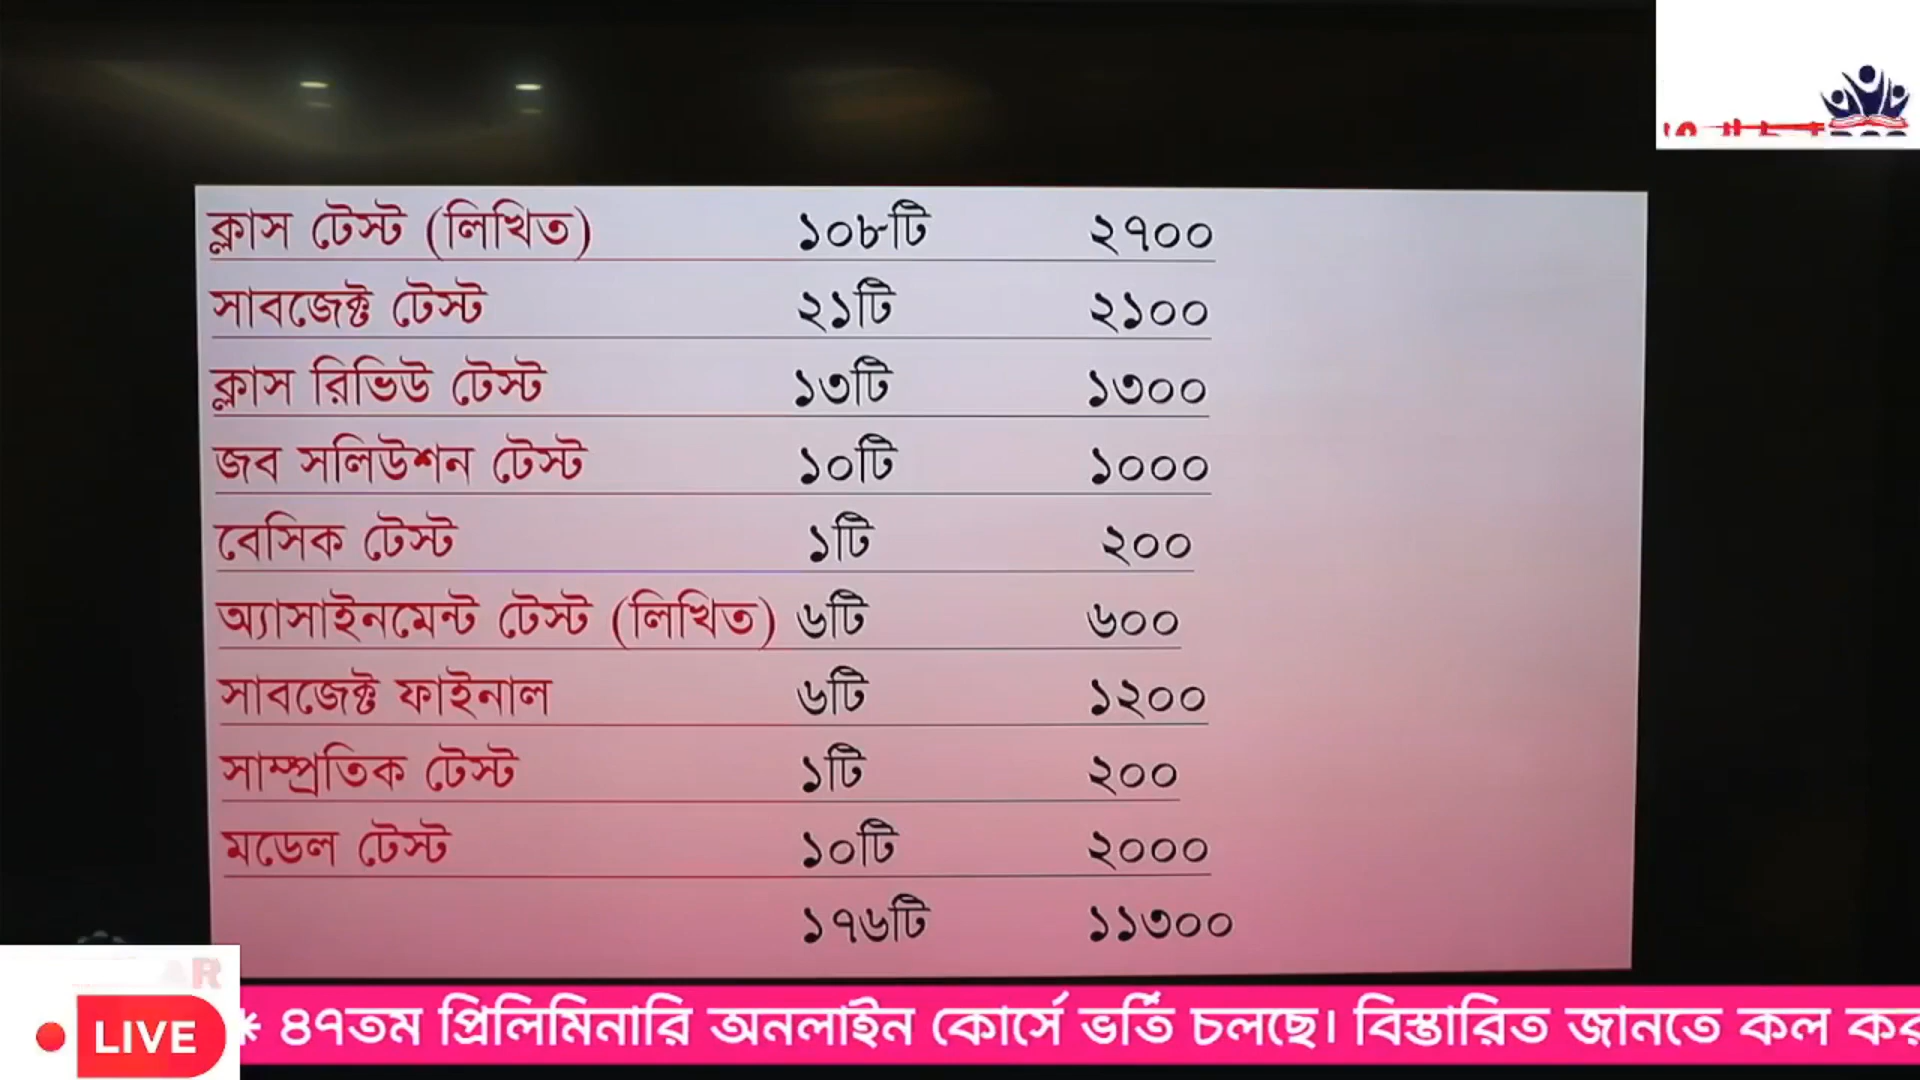 ক্লাস টেস্ট (লিখিত) ১০৮টি ২৭০০
সাবজেক্ট টেস্ট ২১টি ২১০০
ক্লাস রিভিউ টেস্ট ১৩টি ১৩০০
জব সলিউশন টেস্ট ১০টি ১০০০
বেসিক টেস্ট ১টি ২০০
অ্যাসাইনমেন্ট টেস্ট (লিখিত) ৬টি ৬০০
সাবজেক্ট ফাইনাল ৬টি ১২০০
সাম্প্রতিক টেস্ট ১টি ২০০
মডেল টেস্ট ১০টি ২০০০
১৭৬টি ১১৩০০
LIVE
* ৪৭তম প্রিলিমিনারি অনলাইন কোর্সে ভর্তি চলছে। বিস্তারিত জানতে কল